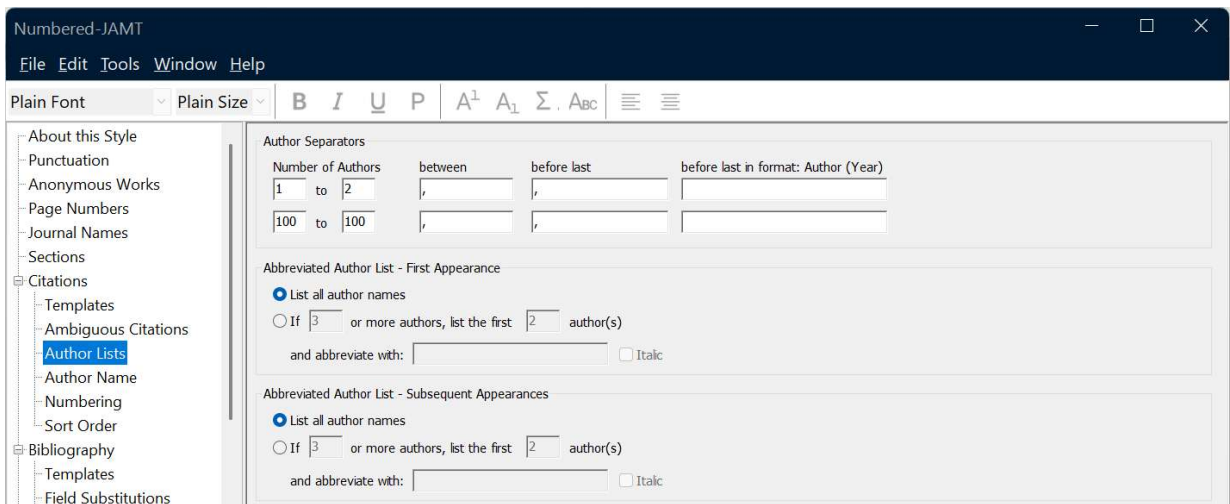 Numbered-JAMT
File Edit Tools Window Help
Plain Font Plain Size B I U P A1 A1 Σ ABC
About this Style
Punctuation
Anonymous Works
Page Numbers
Journal Names
Sections
Citations
Templates
Ambiguous Citations
Author Lists
Author Name
Numbering
Sort Order
Bibliography
Templates
Field Substitutions
Author Separators
Number of Authors between before last before last in format: Author (Year)
1 to 2 , ,
100 to 100 , ,
Abbreviated Author List - First Appearance
List all author names
If 3 or more authors, list the first 2 author(s)
and abbreviate with: Italic
Abbreviated Author List - Subsequent Appearances
List all author names
If 3 or more authors, list the first 2 author(s)
and abbreviate with: Italic